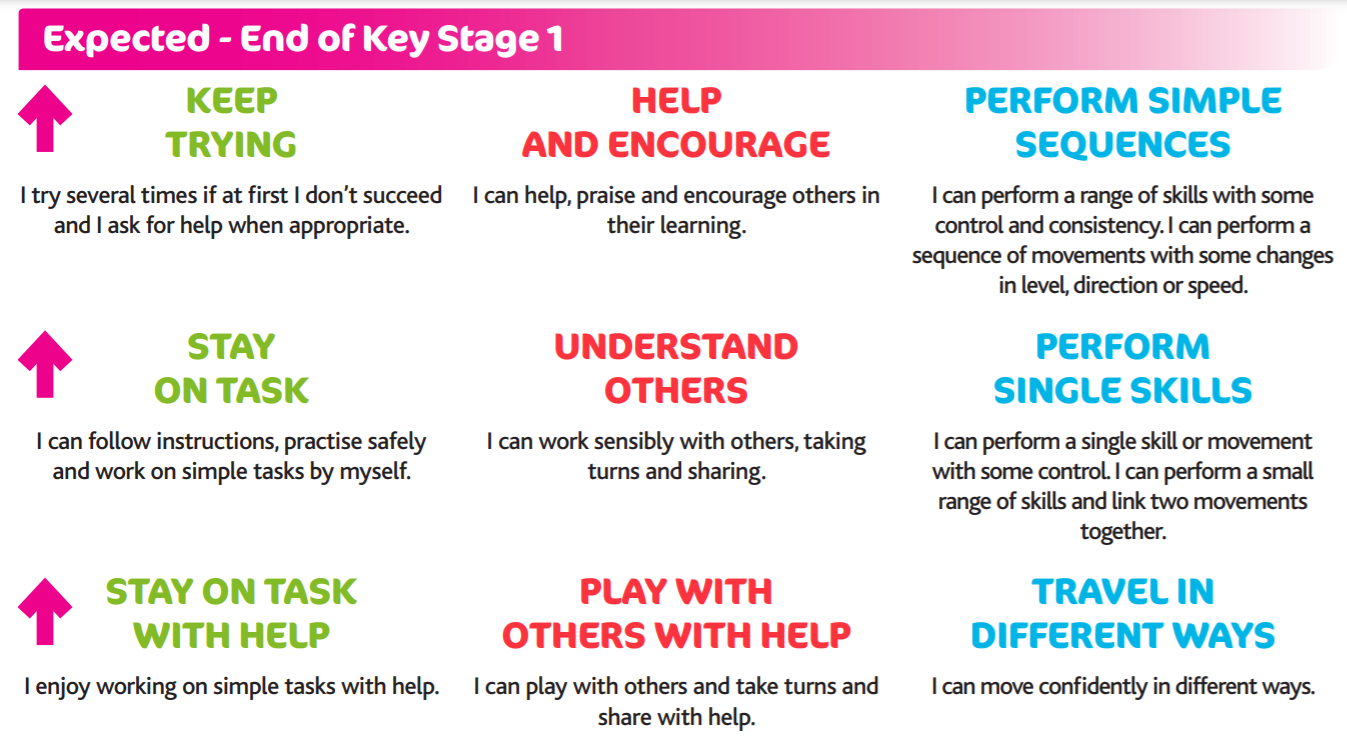 Expected - End of Key Stage 1
KEEP
TRYING
I try several times if at first I don't succeed
and I ask for help when appropriate.
HELP
AND ENCOURAGE
I can help, praise and encourage others in
their learning.
PERFORM SIMPLE
SEQUENCES
I can perform a range of skills with some
control and consistency. I can perform a
sequence of movements with some changes
in level, direction or speed.
STAY
ON TASK
I can follow instructions, practise safely
and work on simple tasks by myself.
UNDERSTAND
OTHERS
I can work sensibly with others, taking
turns and sharing.
PERFORM
SINGLE SKILLS
I can perform a single skill or movement
with some control. I can perform a small
range of skills and link two movements
together.
STAY ON TASK
WITH HELP
I enjoy working on simple tasks with help.
PLAY WITH
OTHERS WITH HELP
I can play with others and take turns and
share with help.
TRAVEL IN
DIFFERENT WAYS
I can move confidently in different ways.